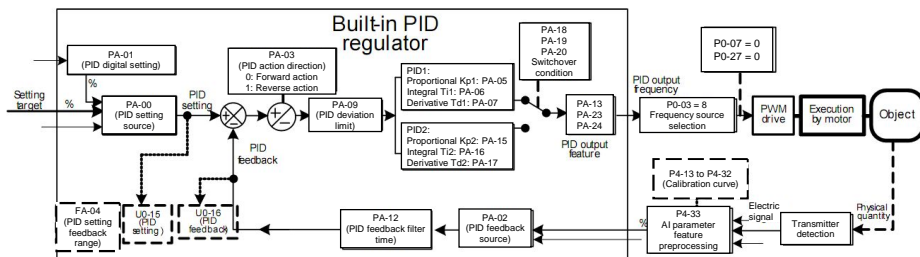 Built-in PID
regulator
PA-01
(PID digital setting)
%
Setting
target
%
PA-00
(PID setting
source)
PID
setting
PA-03
(PID action direction)
0: Forward action
1: Reverse action
PA-09
(PID deviation
limit)
PID
feedback
PID1:
Proportional Kp1: PA-05
Integral Ti1: PA-06
Derivative Td1: PA-07
PID2:
Proportional Kp2: PA-15
Integral Ti2: PA-16
Derivative Td2: PA-17
PA-18
PA-19
PA-20
Switchover
condition
PA-13
PA-23
PA-24
PID output
feature
PID output
frequency
P0-03 = 8
Frequency source
selection
P0-07 = 0
P0-27 = 0
PWM
drive
Execution
by motor
Object
FA-04
(PID setting
feedback
range)
U0-15
(PID
setting )
U0-16
(PID
feedback)
PA-12
(PID feedback filter
time)
PA-02
(PID feedback
source)
%
P4-13 to P4-32
(Calibration curve)
P4-33
AI parameter
feature
preprocessing
Electric
signal
Transmitter
detection
Physical
quantity